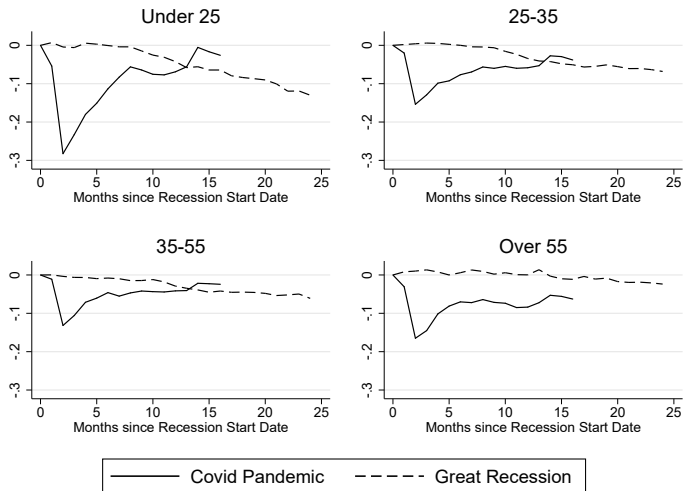 Under 25
0
-.1
-.2
-.3
0 5 10 15 20 25
Months since Recession Start Date
25-35
0
-.1
-.2
-.3
0 5 10 15 20 25
Months since Recession Start Date
35-55
0
-.1
-.2
-.3
0 5 10 15 20 25
Months since Recession Start Date
Over 55
0
-.1
-.2
-.3
0 5 10 15 20 25
Months since Recession Start Date
Covid Pandemic Great Recession